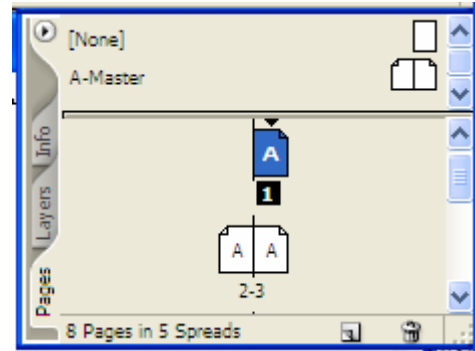 [None]
A-Master
Info
Layers
Pages
A
1
A A
2-3
8 Pages in 5 Spreads